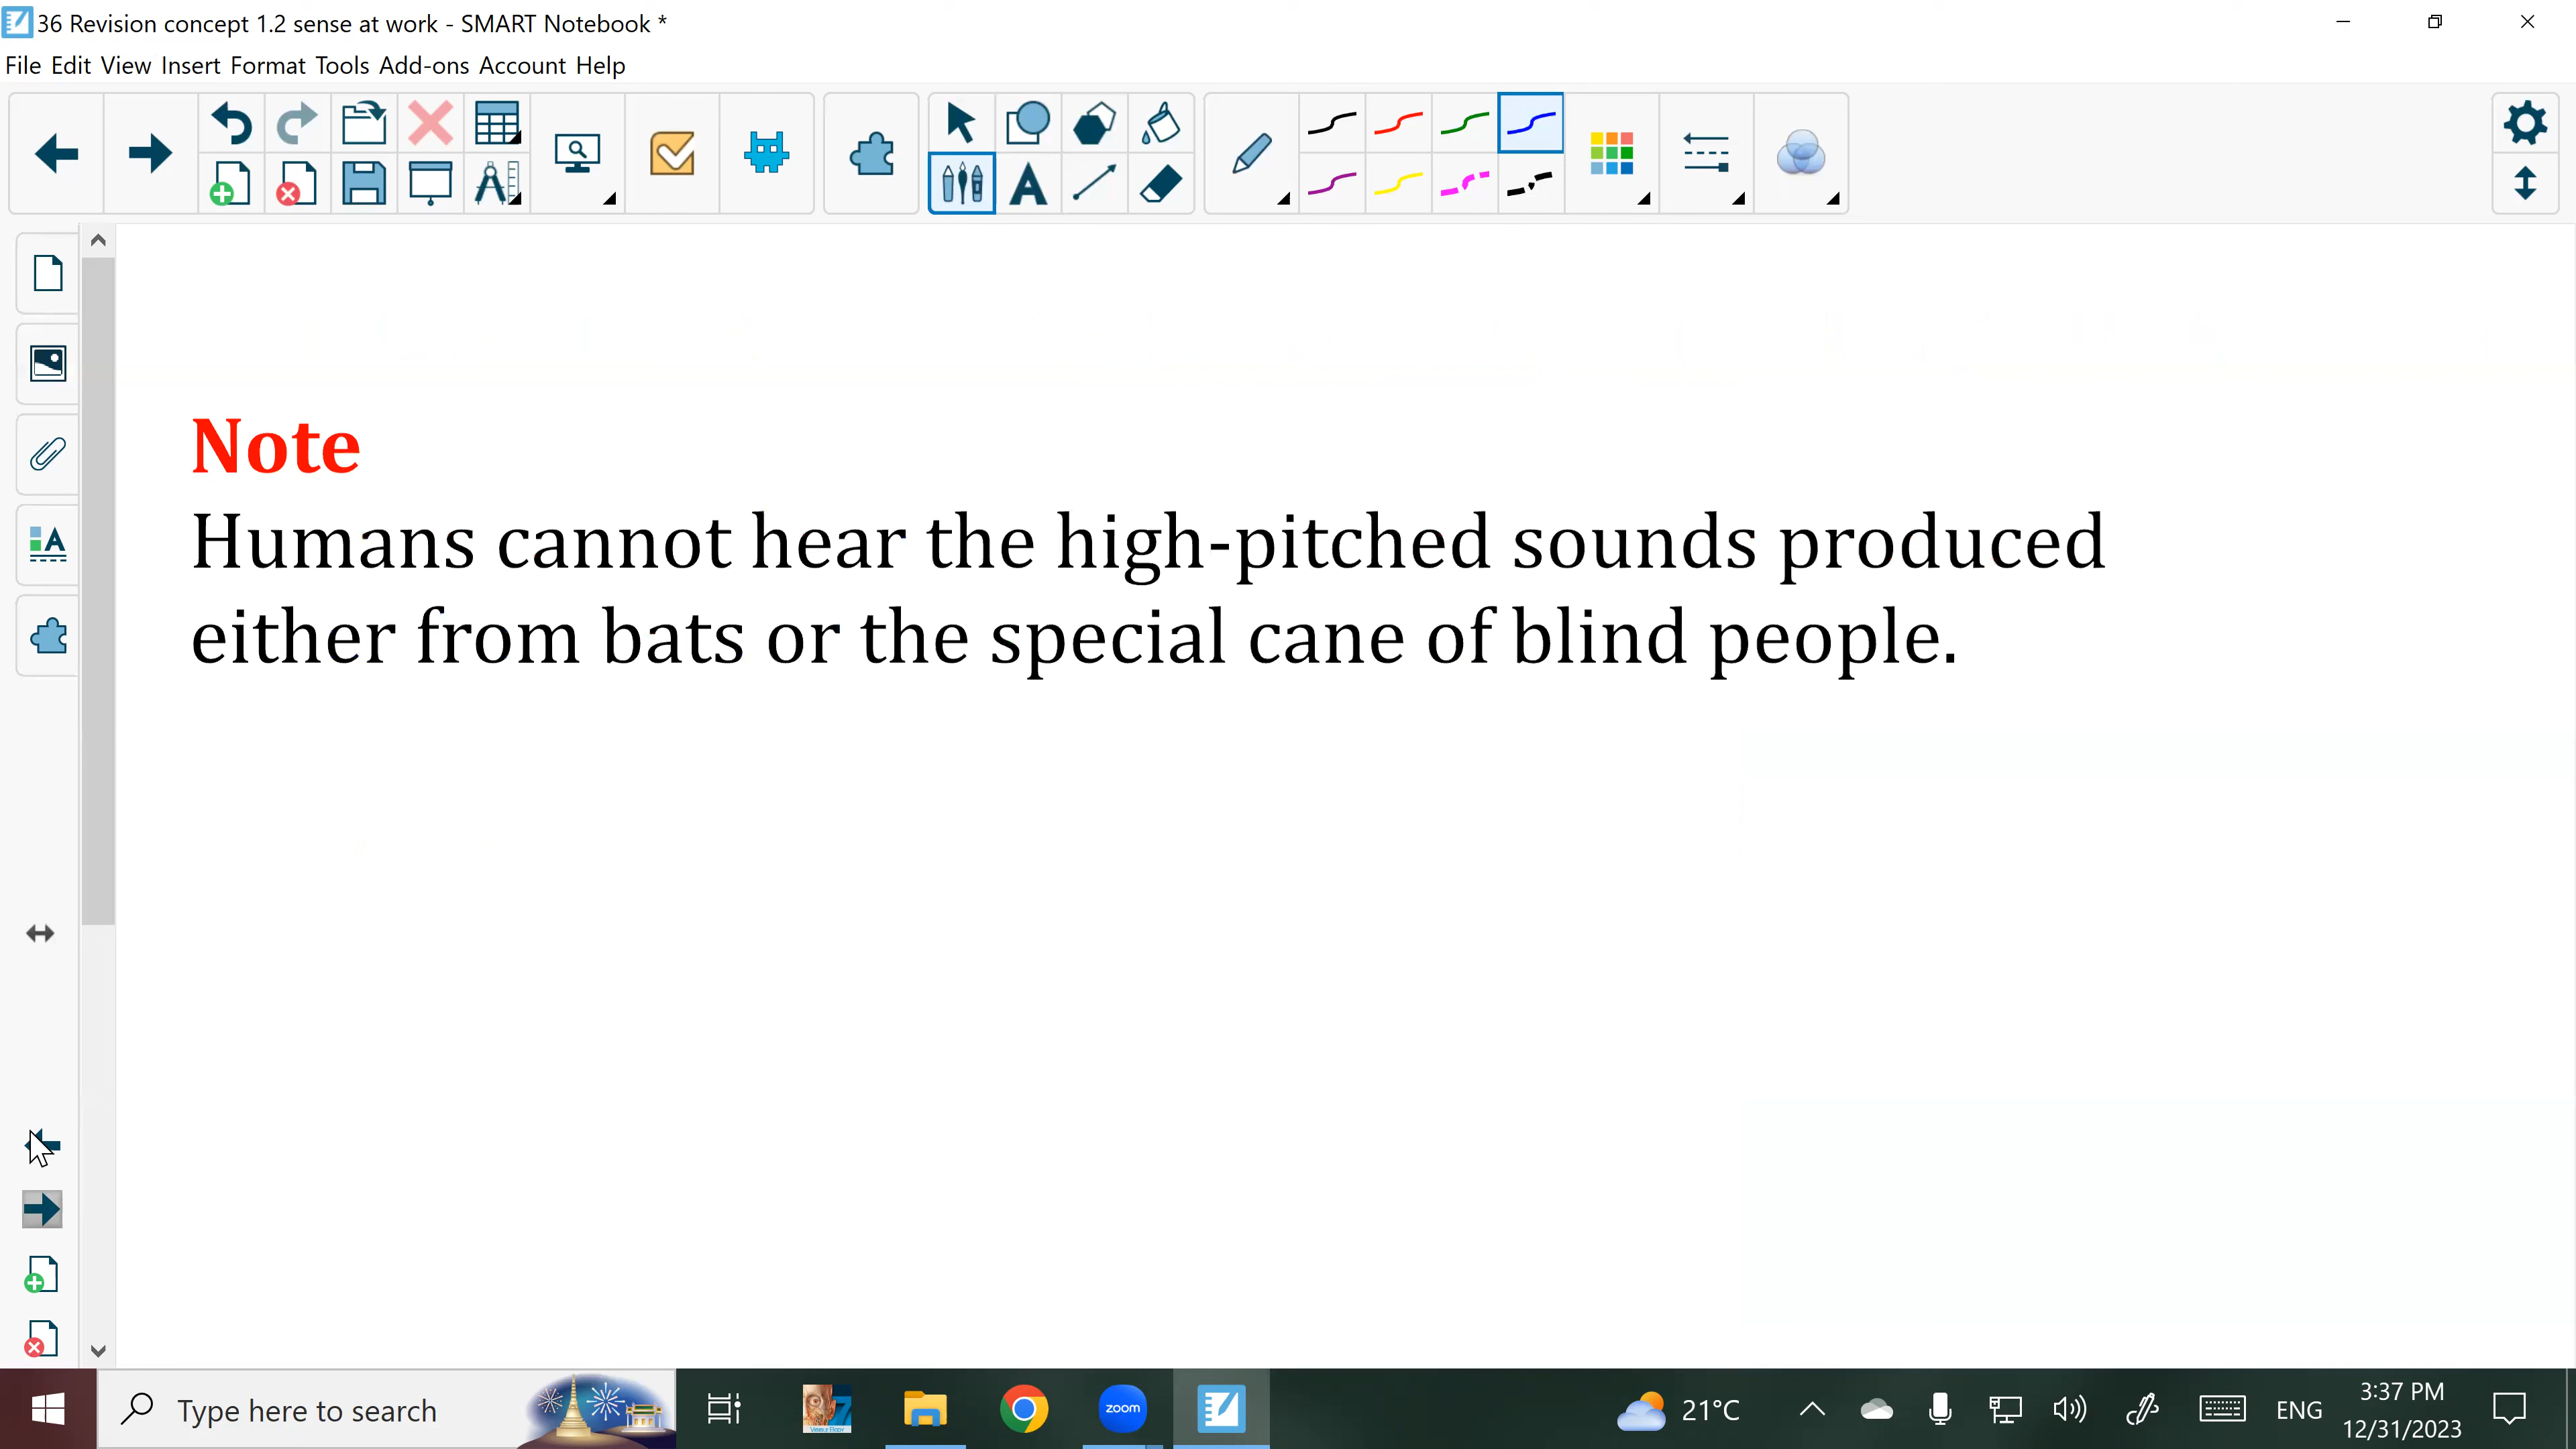 36 Revision concept 1.2 sense at work - SMART Notebook *
File Edit View Insert Format Tools Add-ons Account Help
Note
Humans cannot hear the high-pitched sounds produced
either from bats or the special cane of blind people.
Type here to search
zoom
21°C
ENG
3:37 PM
12/31/2023